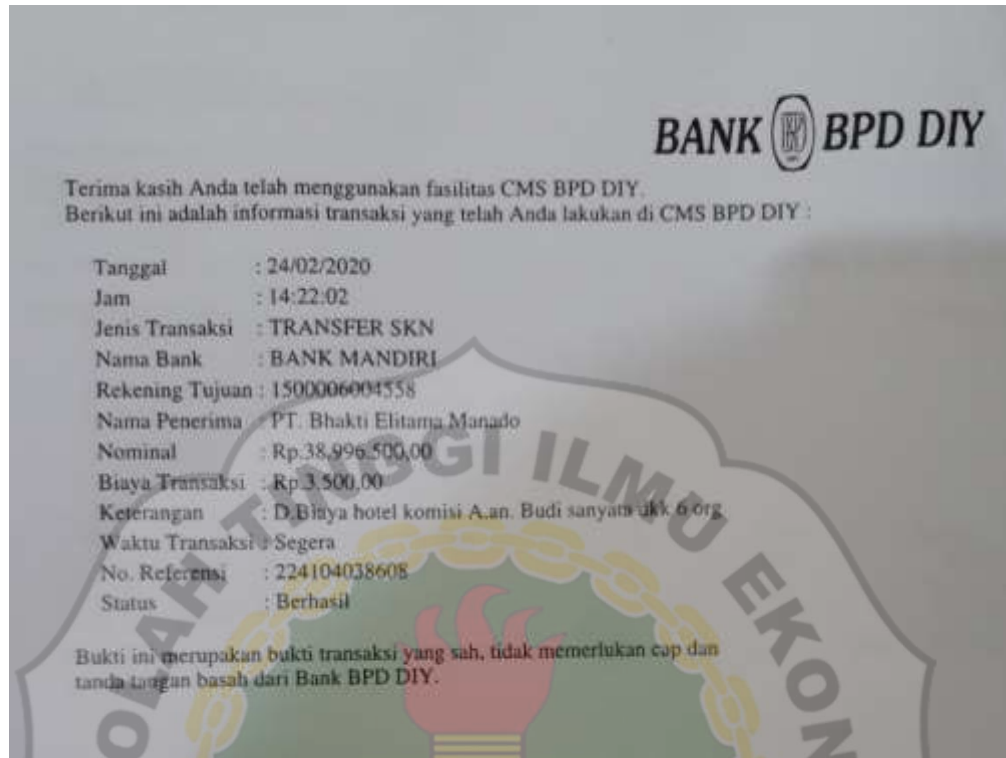 BANK BPD DIY
Terima kasih Anda telah menggunakan fasilitas CMS BPD DIY.
Berikut ini adalah informasi transaksi yang telah Anda lakukan di CMS BPD DIY :
Tanggal : 24/02/2020
Jam : 14:22:02
Jenis Transaksi : TRANSFER SKN
Nama Bank : BANK MANDIRI
Rekening Tujuan : 1500006004558
Nama Penerima : PT. Bhakti Elitama Manado
Nominal : Rp.38.996.500,00
Biaya Transaksi : Rp.3.500,00
Keterangan : D.Biaya hotel komisi A.an. Budi sanyata dkk 6 org
Waktu Transaksi : Segera
No. Referensi : 224104038608
Status : Berhasil
Bukti ini merupakan bukti transaksi yang sah, tidak memerlukan cap dan
tanda tangan basah dari Bank BPD DIY.
OLAH TINGGI ILMU EKON